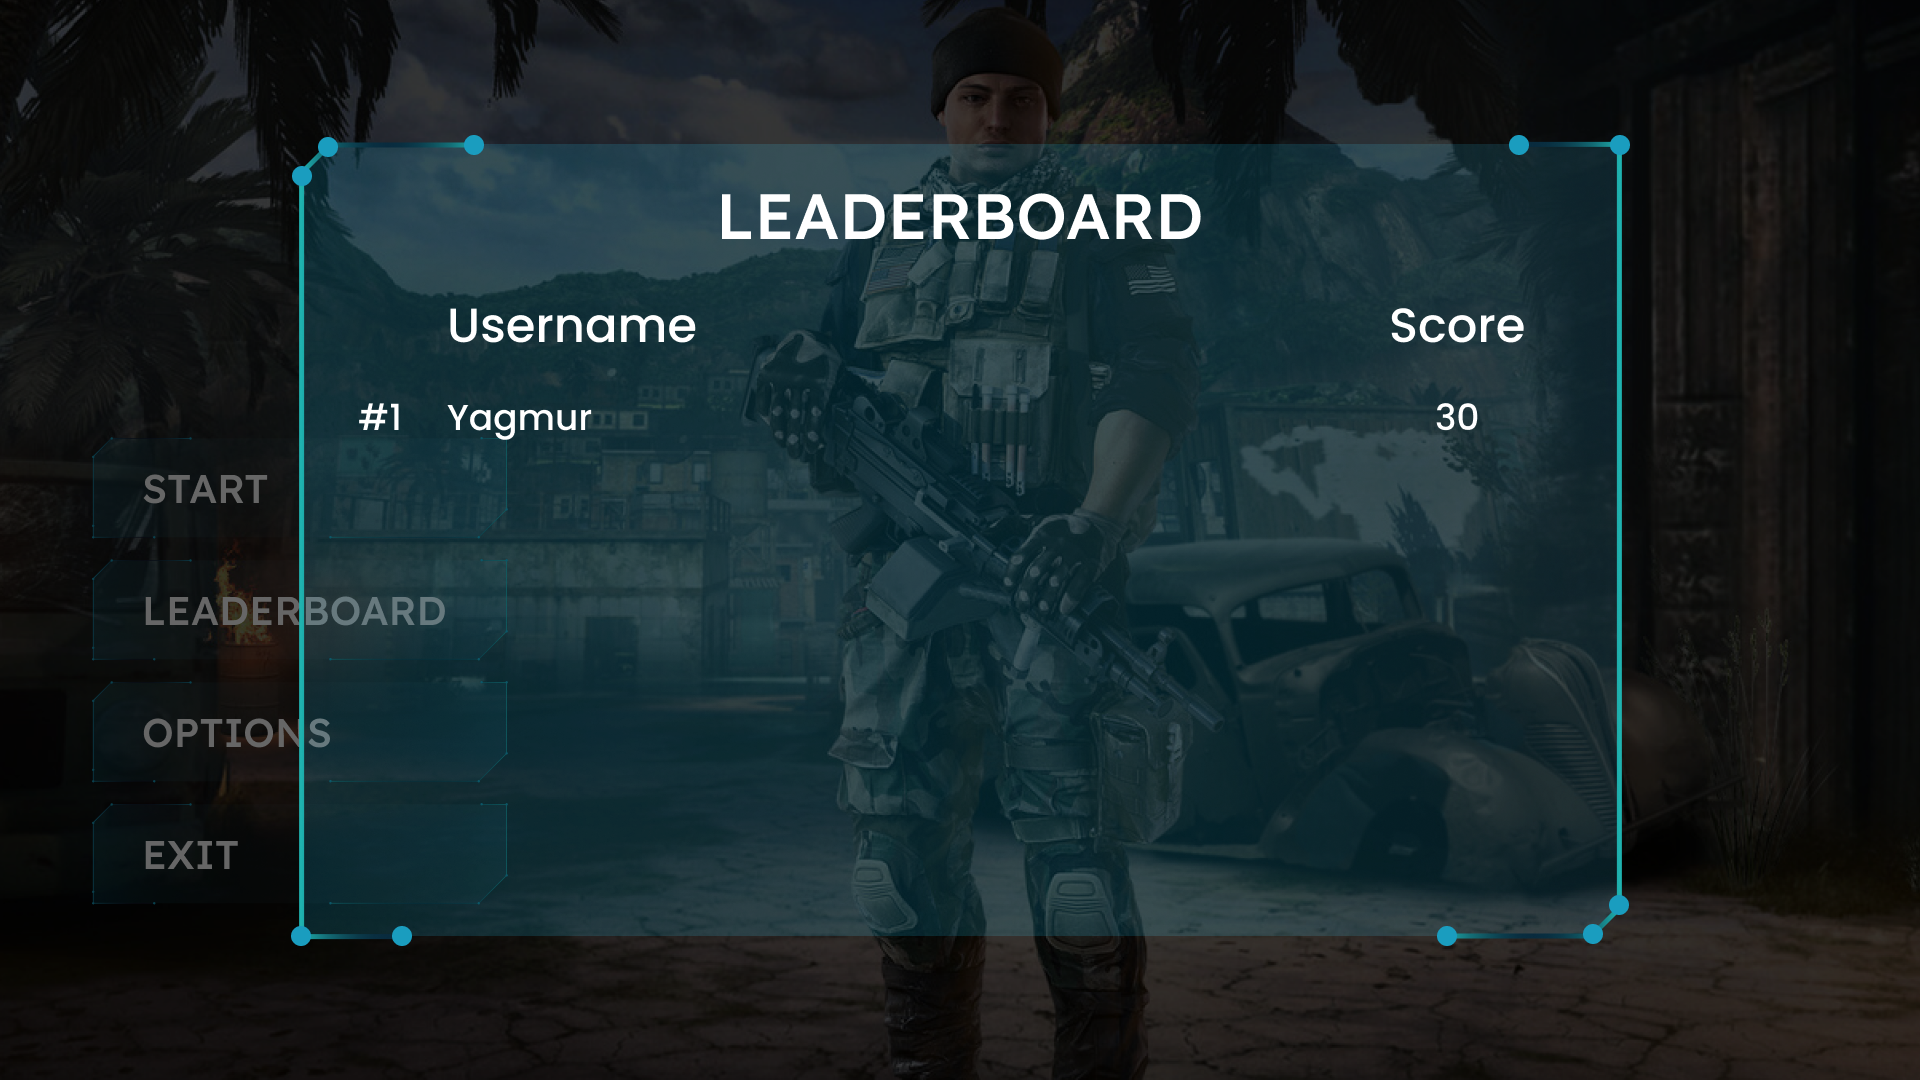 LEADERBOARD
Username Score
#1 Yagmur 30
START
LEADERBOARD
OPTIONS
EXIT